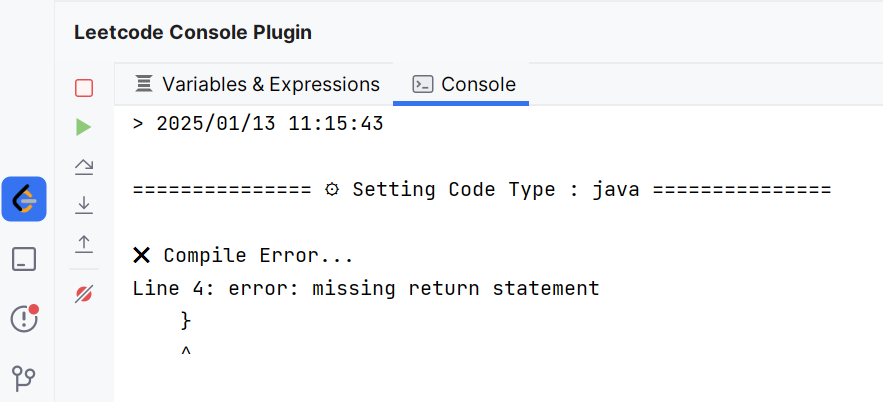 Leetcode Console Plugin
Variables & Expressions
Console
> 2025/01/13 11:15:43
=============== ⚙ Setting Code Type : java ===============
❌ Compile Error...
Line 4: error: missing return statement
    }
    ^